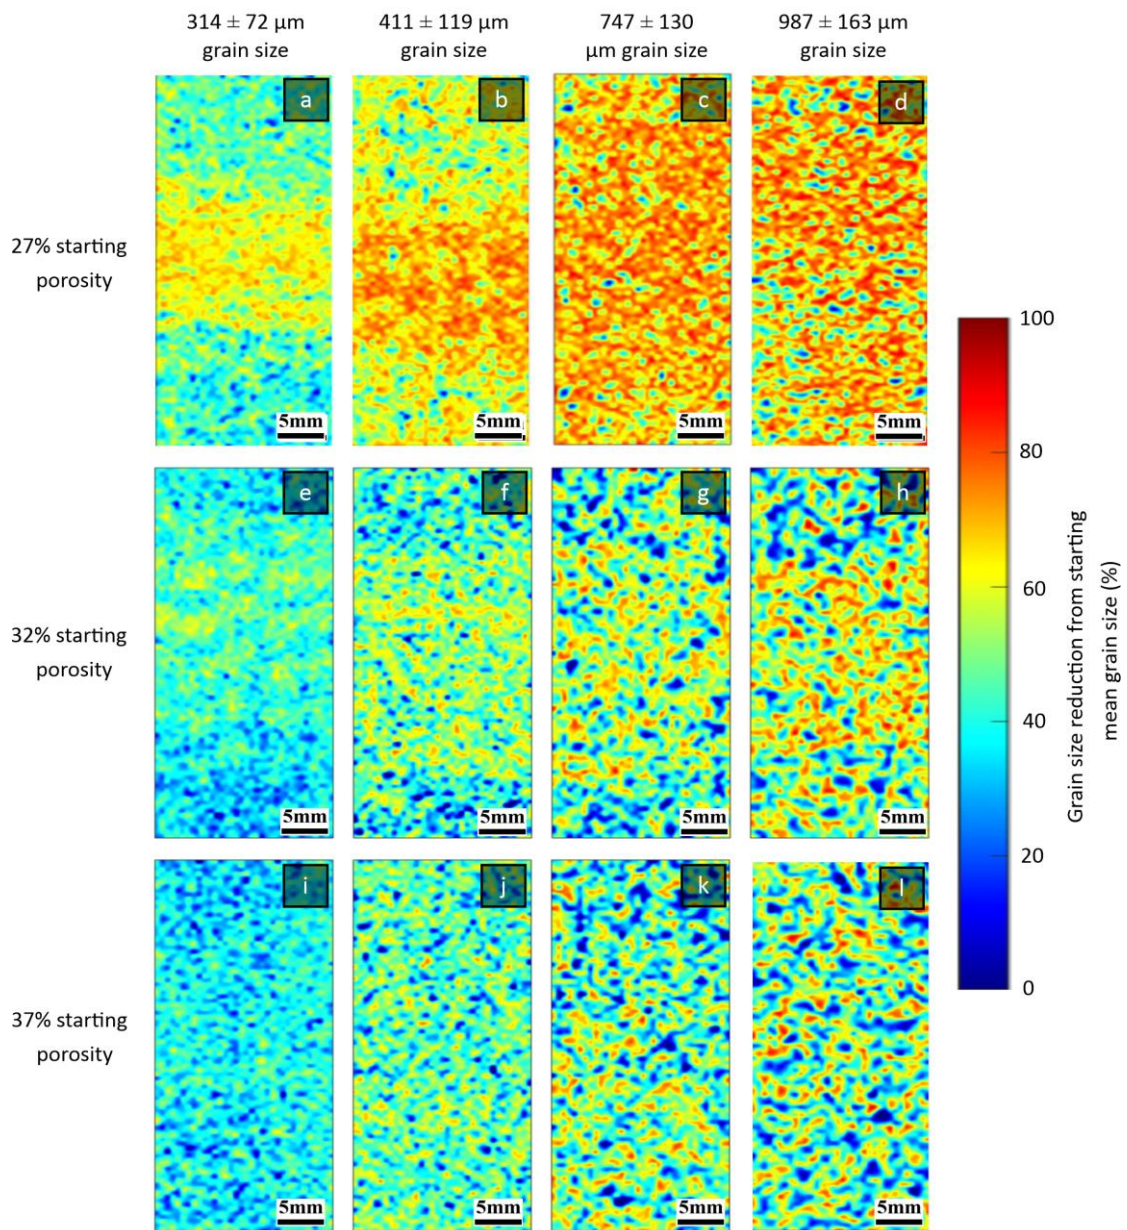 314 ± 72 μm
grain size
411 ± 119 μm
grain size
747 ± 130
μm grain size
987 ± 163 μm
grain size
27% starting
porosity
a
5mm
b
5mm
c
5mm
d
5mm
32% starting
porosity
e
5mm
f
5mm
g
5mm
h
5mm
37% starting
porosity
i
5mm
j
5mm
k
5mm
l
5mm
100
80
60
40
20
0
Grain size reduction from starting
mean grain size (%)